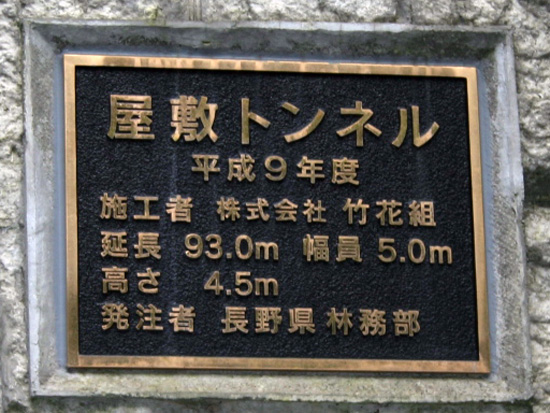 屋敷トンネル
平成9年度
施工者 株式会社 竹花組
延長 93.0m 幅員 5.0m
高さ 4.5m
発注者 長野県 林務部